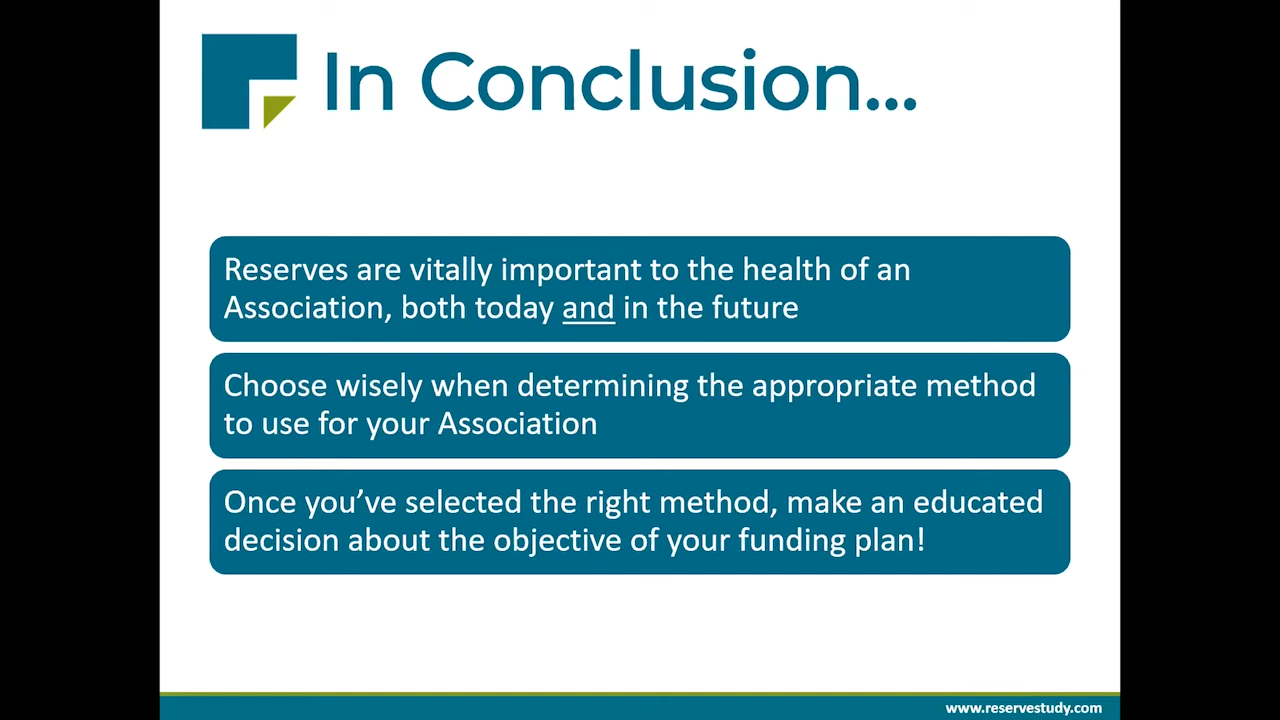 In Conclusion...
Reserves are vitally important to the health of an
Association, both today and in the future
Choose wisely when determining the appropriate method
to use for your Association
Once you’ve selected the right method, make an educated
decision about the objective of your funding plan!
www.reservestudy.com